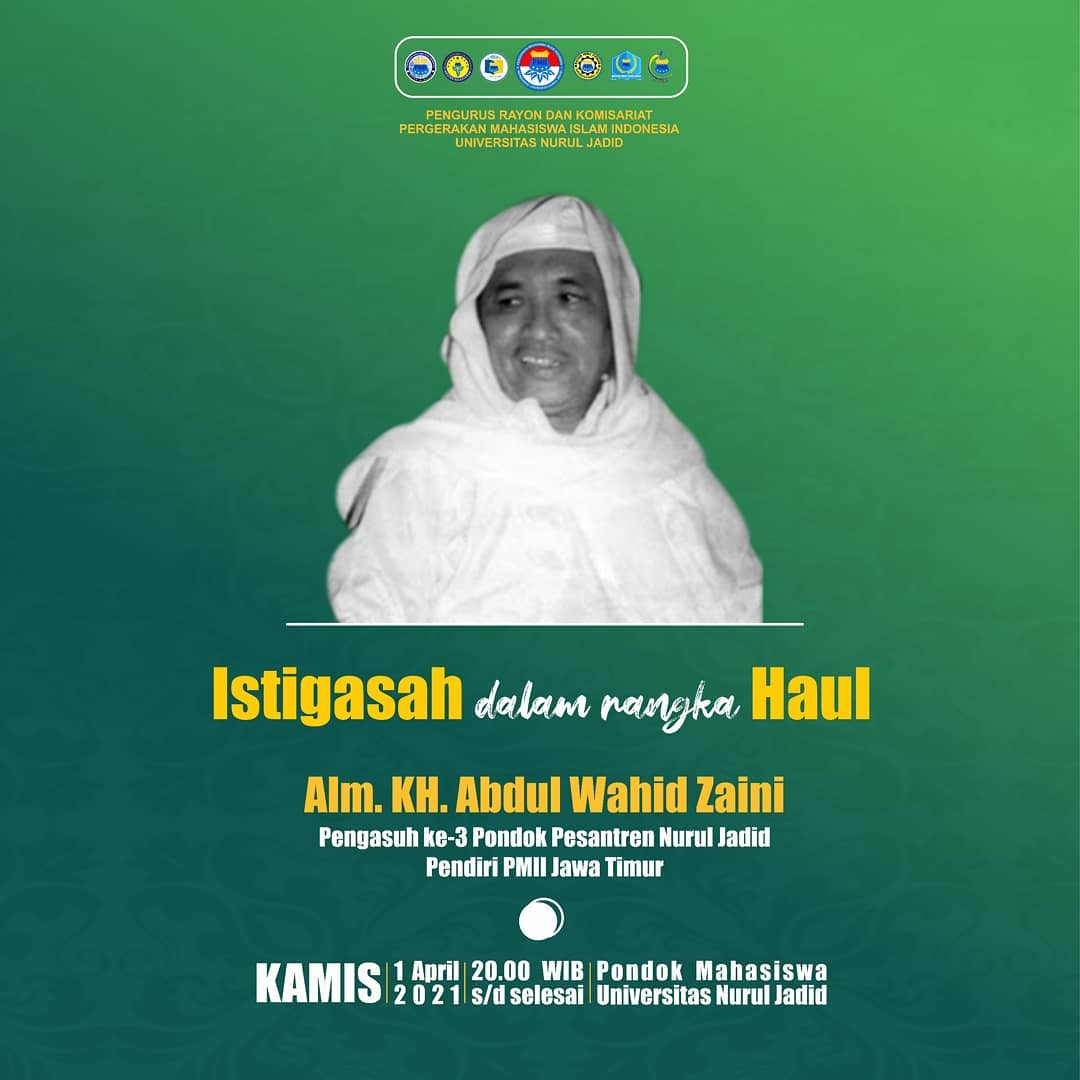 PMII
PENGURUS RAYON DAN KOMISARIAT
PERGERAKAN MAHASISWA ISLAM INDONESIA
UNIVERSITAS NURUL JADID
Istigasah dalam rangka Haul
Alm. KH. Abdul Wahid Zaini
Pengasuh ke-3 Pondok Pesantren Nurul Jadid
Pendiri PMII Jawa Timur
KAMIS
1 April
2021
20.00 WIB
s/d selesai
Pondok Mahasiswa
Universitas Nurul Jadid